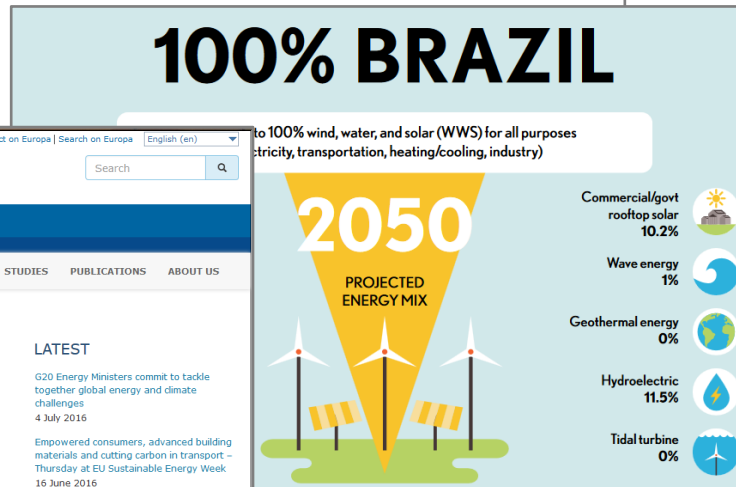 100% BRAZIL
to 100% wind, water, and solar (WWS) for all purposes
transportation, heating/cooling, industry)
2050
PROJECTED
ENERGY MIX
Commercial/govt
rooftop solar
10.2%
Wave energy
1%
Geothermal energy
0%
Hydroelectric
11.5%
Tidal turbine
0%
on Europa | Search on Europa English (en)
Search
STUDIES PUBLICATIONS ABOUT US
LATEST
G20 Energy Ministers commit to tackle
together global energy and climate
challenges
4 July 2016
Empowered consumers, advanced building
materials and cutting carbon in transport –
Thursday at EU Sustainable Energy Week
16 June 2016